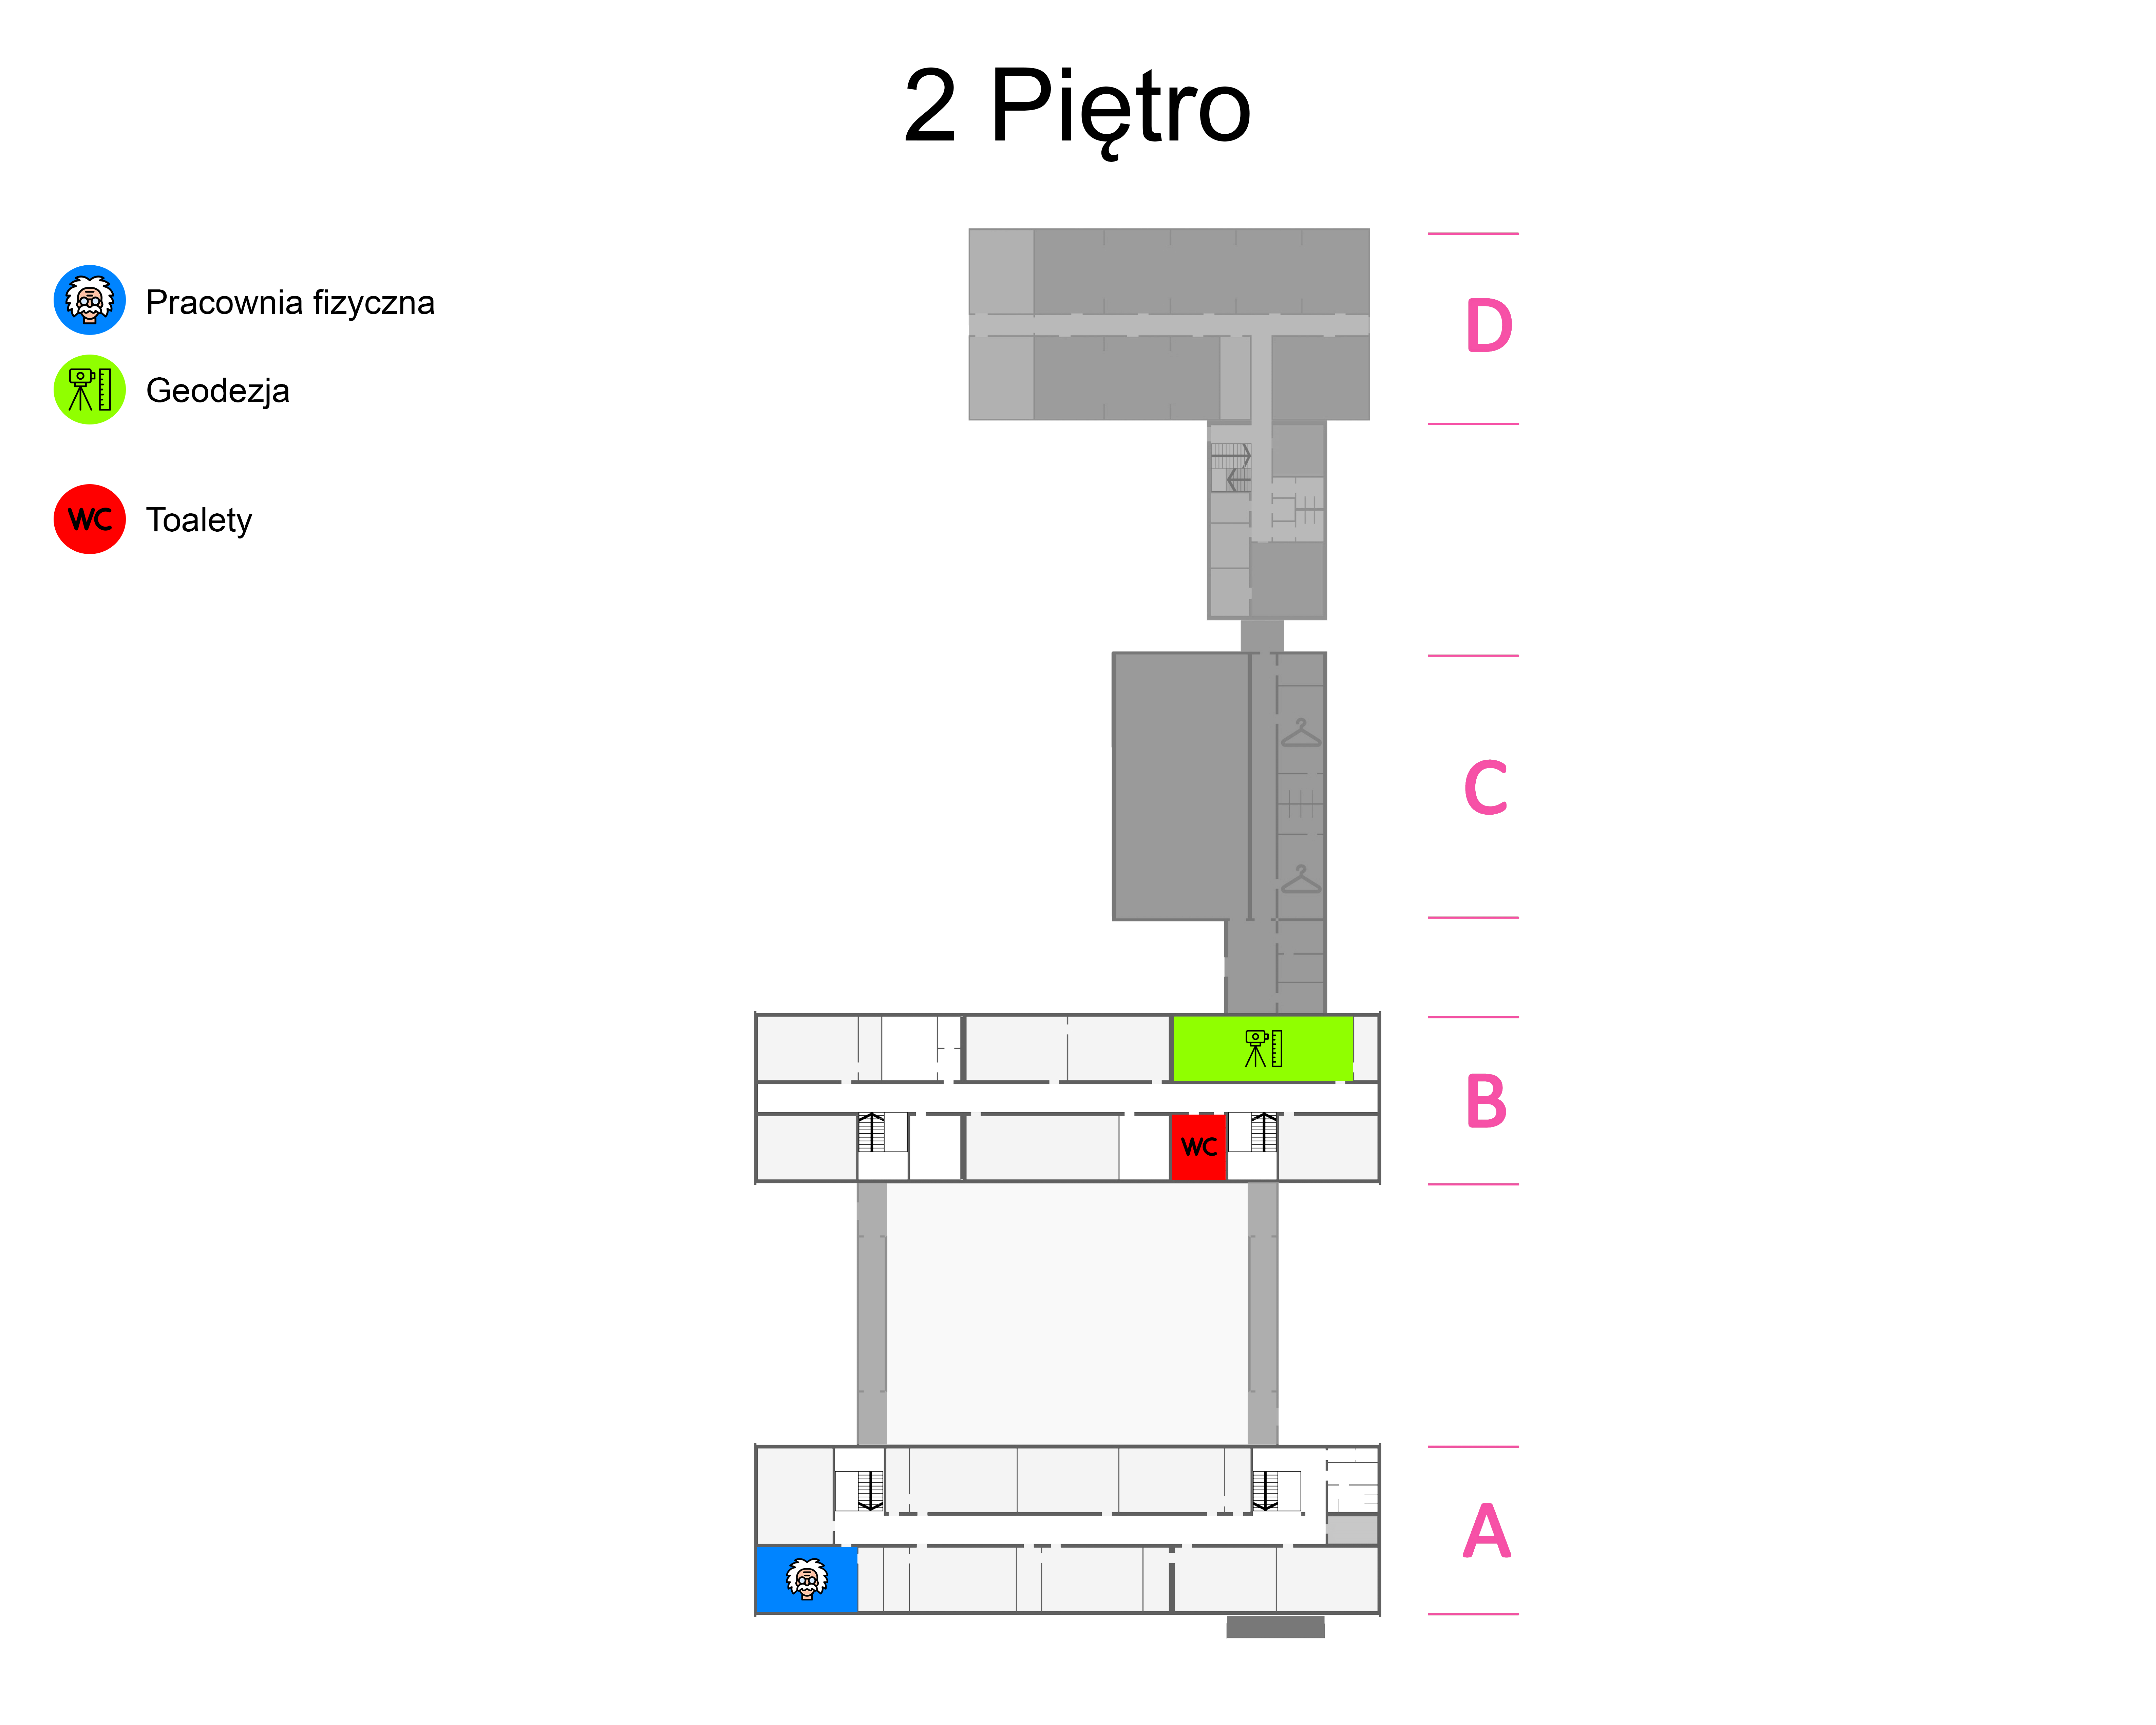 2 Piętro
Pracownia fizyczna
Geodezja
WC Toalety
D
C
B
WC
A